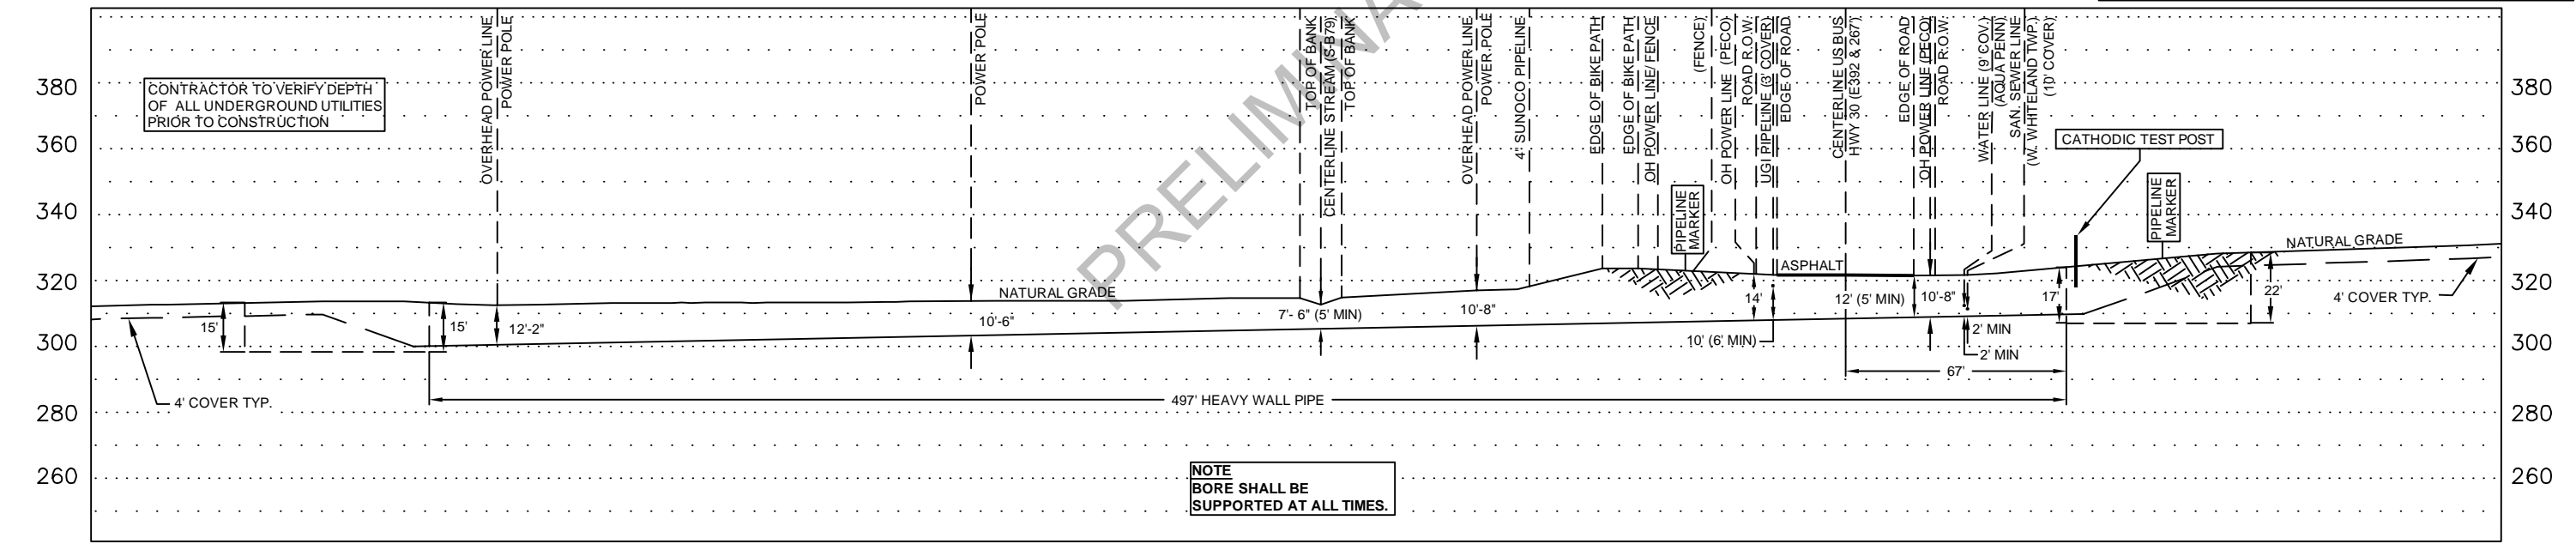 OVERHEAD POWER LINE
POWER POLE
POWER POLE
TOP OF BANK
CENTERLINE STREAM (S-B79)
TOP OF BANK
OVERHEAD POWER LINE
POWER POLE
4" SUNOCO PIPELINE
EDGE OF BIKE PATH
EDGE OF BIKE PATH
OH POWER LINE/ FENCE
(FENCE)
OH POWER LINE (PECO)
ROAD R.O.W.
UGI PIPELINE (3' COVER)
EDGE OF ROAD
CENTERLINE US BUS
HWY 30 (E392 & 267)
EDGE OF ROAD
OH POWER LINE (PECO)
ROAD R.O.W.
WATER LINE (9' COV.)
(AQUA PENN)
SAN. SEWER LINE
(W. WHITELAND TWP.)
(10' COVER)
380
360
340
320
300
280
260
380
360
340
320
300
280
260
CONTRACTOR TO VERIFY DEPTH
OF ALL UNDERGROUND UTILITIES
PRIOR TO CONSTRUCTION
PRELIMINA
CATHODIC TEST POST
PIPELINE
MARKER
PIPELINE
MARKER
NATURAL GRADE
ASPHALT
NATURAL GRADE
15'
15'
12'-2"
10'-6"
7'- 6" (5' MIN)
10'-8"
14'
12' (5' MIN)
10'-8"
17'
22'
4' COVER TYP.
10' (6' MIN)
2' MIN
2' MIN
67'
4' COVER TYP.
497' HEAVY WALL PIPE
NOTE
BORE SHALL BE
SUPPORTED AT ALL TIMES.